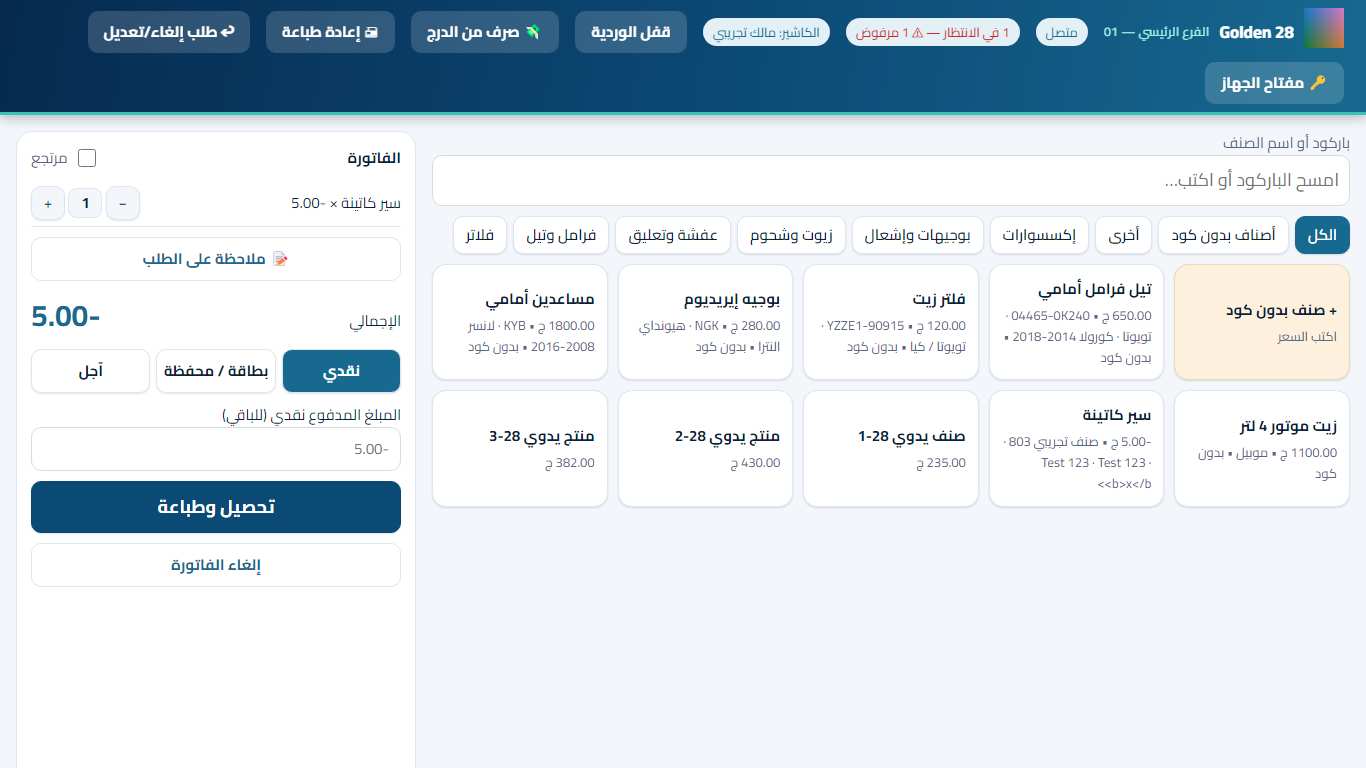 Golden 28
الفرع الرئيسي — 01
متصل
1 في الانتظار — ⚠ 1 مرفوض
الكاشير: مالك تجريبي
قفل الوردية
💸 صرف من الدرج
🖨 إعادة طباعة
↩ طلب إلغاء/تعديل
🔑 مفتاح الجهاز
باركود أو اسم الصنف
امسح الباركود أو اكتب...
الكل
أصناف بدون كود
أخرى
إكسسوارات
بوجيهات وإشعال
زيوت وشحوم
عفشة وتعليق
فرامل وتيل
فلاتر
+ صنف بدون كود
اكتب السعر
تيل فرامل أمامي
650.00 ج • 04465-0K240 ·
تويوتا · كورولا 2014-2018 •
بدون كود
فلتر زيت
120.00 ج • 90915-YZZE1 ·
تويوتا / كيا • بدون كود
بوجيه إيريديوم
280.00 ج • NGK · هيونداي
النترا • بدون كود
مساعدين أمامي
1800.00 ج • KYB · لانسر
2008-2016 • بدون كود
زيت موتور 4 لتر
1100.00 ج • موبيل • بدون
كود
سير كاتينة
-5.00 ج • صنف تجريبي 803 ·
Test 123 · Test 123 ·
<<b>x</b
صنف يدوي 28-1
235.00 ج
منتج يدوي 28-2
430.00 ج
منتج يدوي 28-3
382.00 ج
الفاتورة
مرتجع
سير كاتينة × -5.00
−
1
+
📝 ملاحظة على الطلب
الإجمالي
-5.00
نقدي
بطاقة / محفظة
آجل
المبلغ المدفوع نقدي (للباقي)
-5.00
تحصيل وطباعة
إلغاء الفاتورة